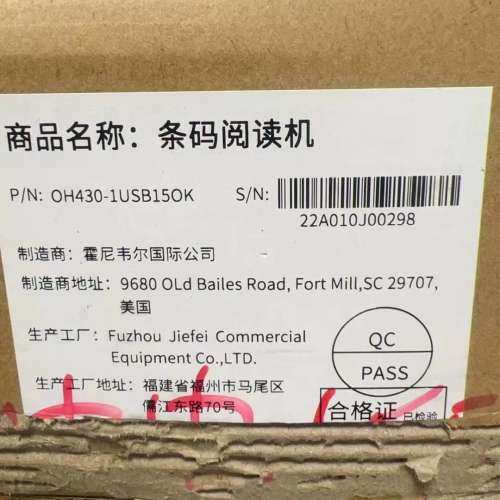 商品名称：条码阅读机
P/N: OH430-1USB15OK S/N:
22A010J00298
制造商：霍尼韦尔国际公司
制造商地址：9680 OLd Bailes Road, Fort Mill,SC 29707,
美国
生产工厂：Fuzhou Jiefei Commercial
Equipment Co.,LTD.
QC
PASS
生产工厂地址：福建省福州市马尾区
儒江东路70号
合格证 已检验